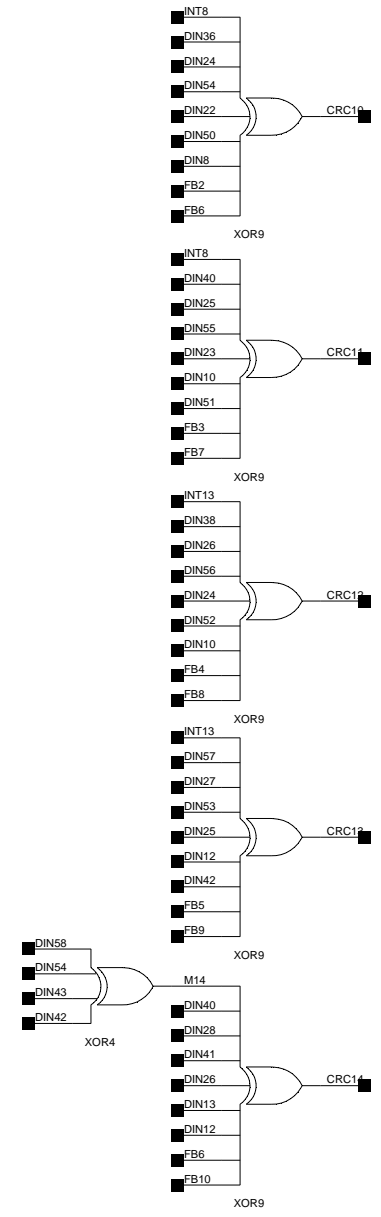 INT8
DIN36
DIN24
DIN54
DIN22
CRC10
DIN50
DIN8
FB2
FB6
XOR9
INT8
DIN40
DIN25
DIN55
DIN23
CRC11
DIN10
DIN51
FB3
FB7
XOR9
INT13
DIN38
DIN26
DIN56
DIN24
CRC12
DIN52
DIN10
FB4
FB8
XOR9
INT13
DIN57
DIN27
DIN53
DIN25
CRC13
DIN12
DIN42
FB5
FB9
XOR9
DIN58
DIN54
DIN43
DIN42
XOR4
M14
DIN40
DIN28
DIN41
DIN26
CRC14
DIN13
DIN12
FB6
FB10
XOR9